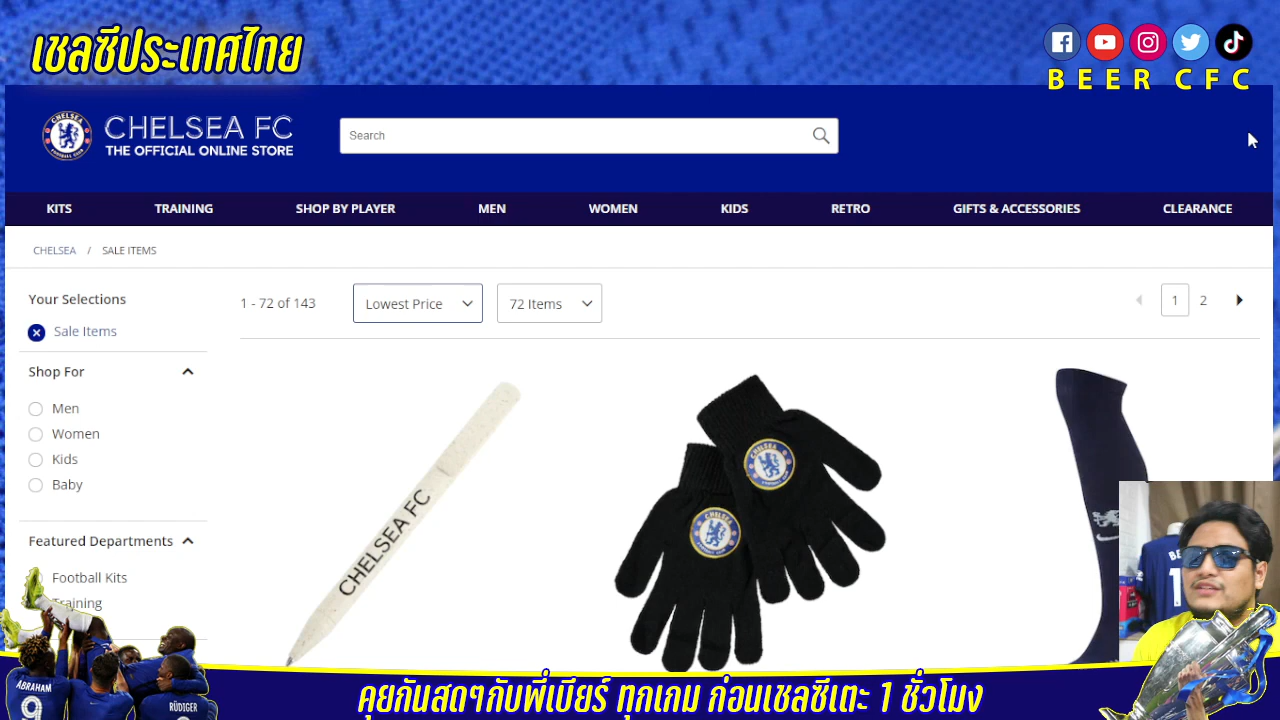 เชลซีประเทศไทย
BEER CFC
CHELSEA FC
THE OFFICIAL ONLINE STORE
Search
KITS TRAINING SHOP BY PLAYER MEN WOMEN KIDS RETRO GIFTS & ACCESSORIES CLEARANCE
CHELSEA / SALE ITEMS
Your Selections
Sale Items
1 - 72 of 143 Lowest Price 72 Items 1 2
Shop For
Men
Women
Kids
Baby
Featured Departments
Football Kits
Training
CHELSEA FC
ABRAHAM
9
RÜDIGER
คุยกันสดๆกับพี่เบียร์ ทุกเกม ก่อนเชลซีเตะ 1 ชั่วโมง